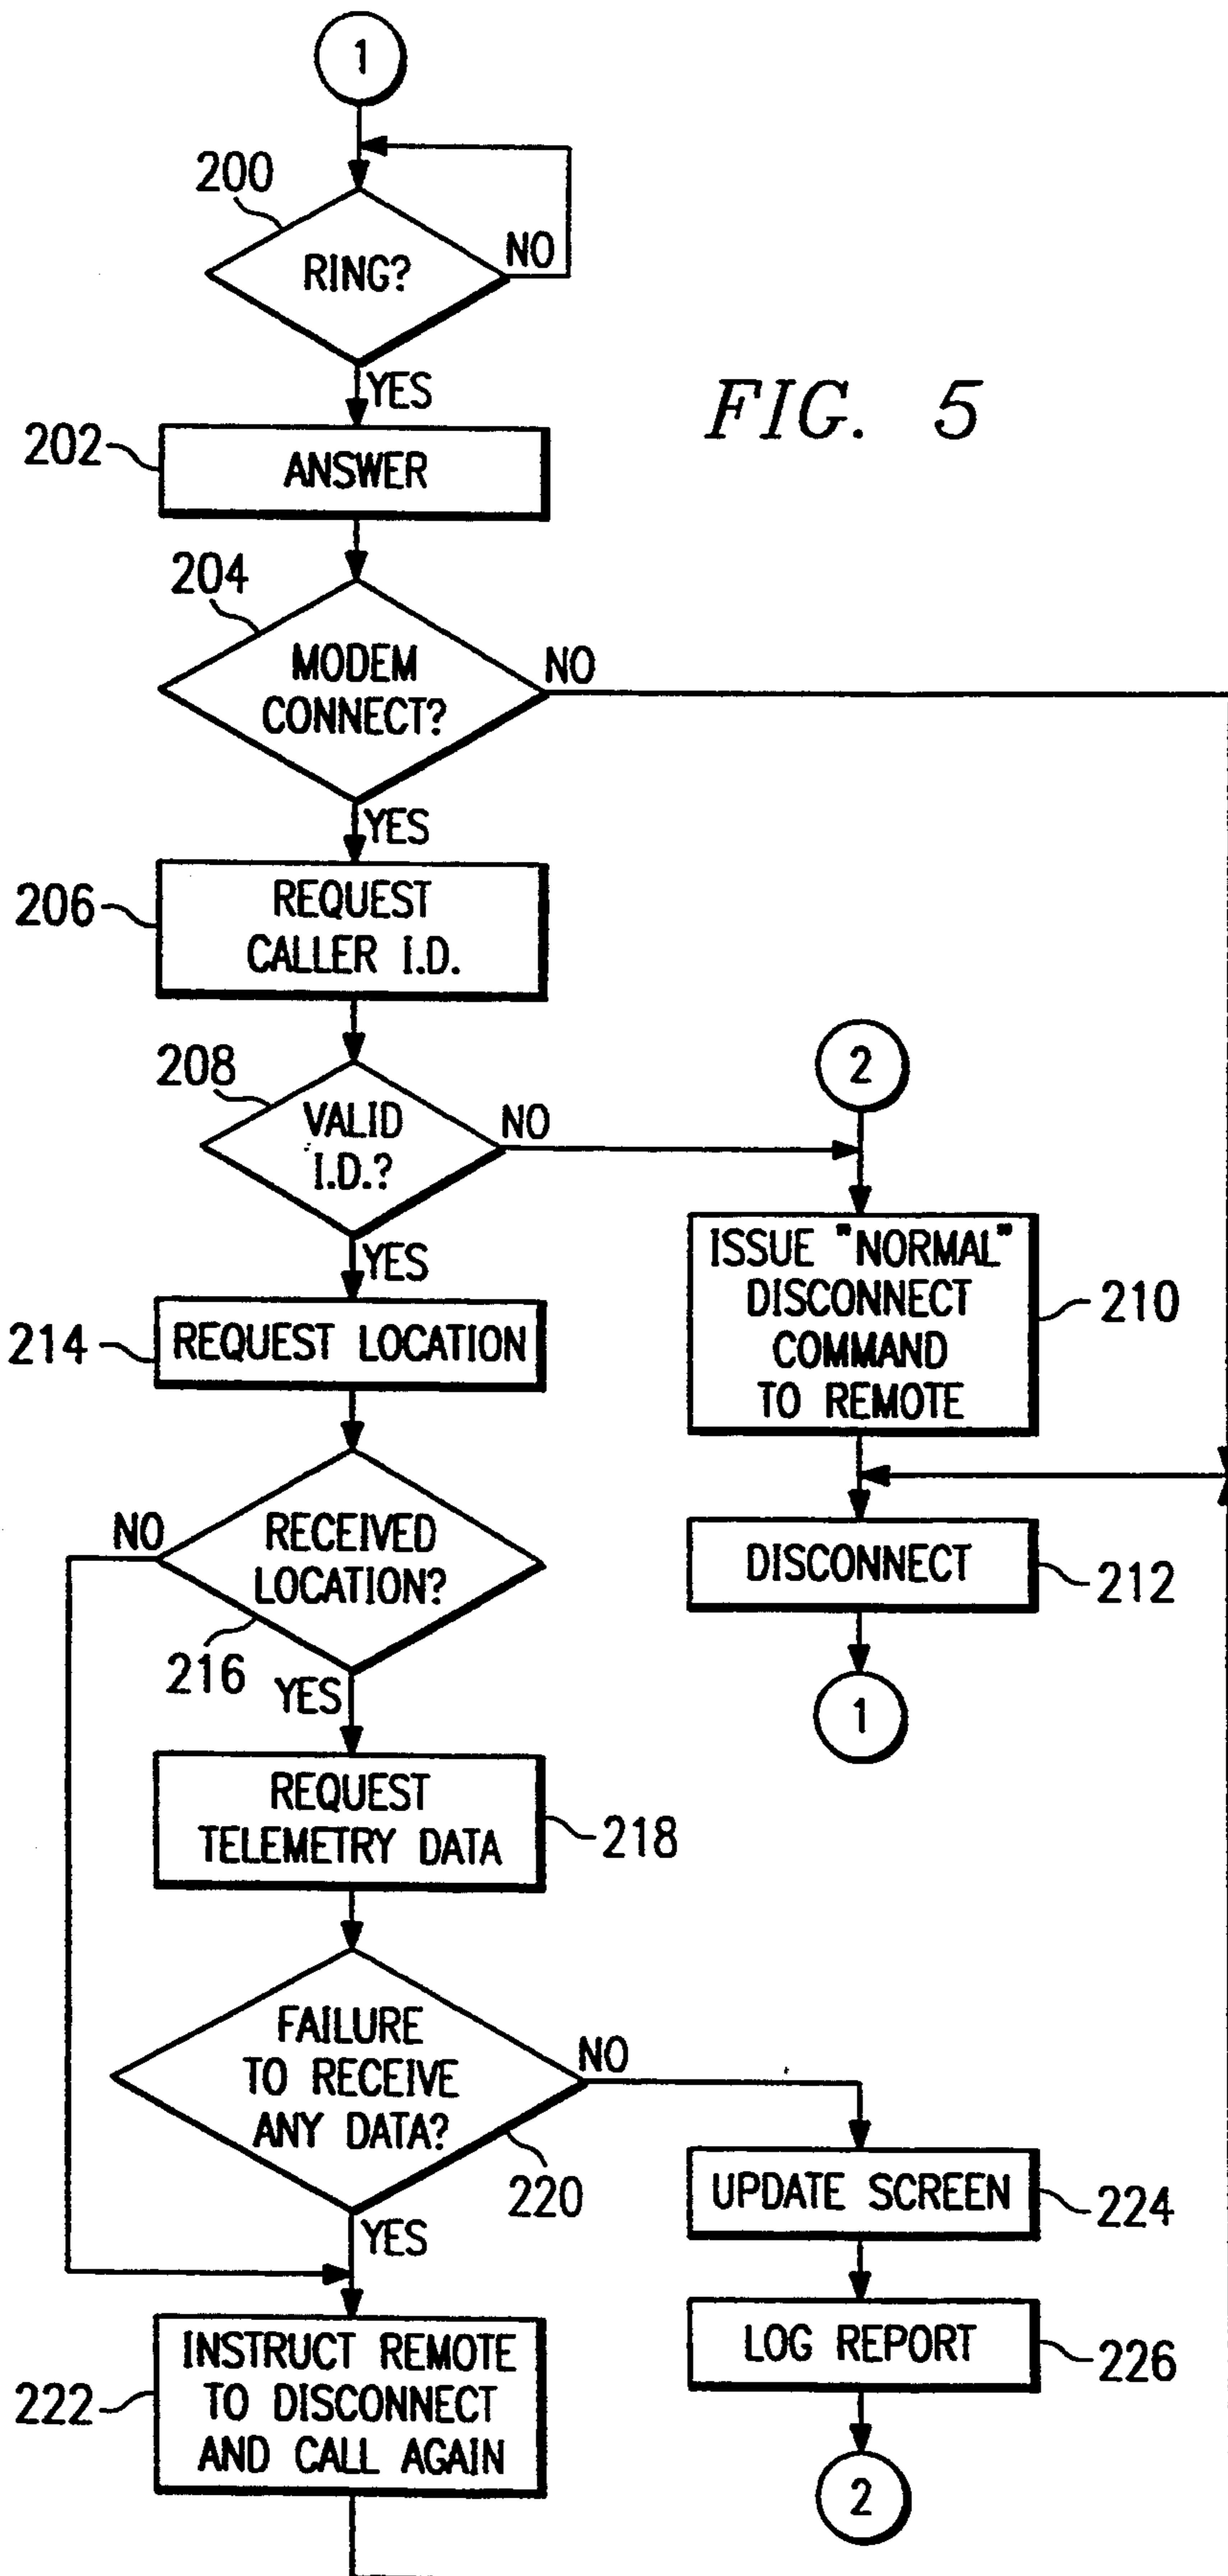 1
200
RING?
NO
YES
FIG. 5
202
ANSWER
204
MODEM
CONNECT?
NO
YES
206
REQUEST
CALLER I.D.
208
VALID
I.D.?
NO
2
YES
ISSUE "NORMAL"
DISCONNECT
COMMAND
TO REMOTE
210
214
REQUEST LOCATION
NO
RECEIVED
LOCATION?
216
YES
DISCONNECT
212
1
REQUEST
TELEMETRY DATA
218
FAILURE
TO RECEIVE
ANY DATA?
NO
220
YES
UPDATE SCREEN
224
LOG REPORT
226
222
INSTRUCT REMOTE
TO DISCONNECT
AND CALL AGAIN
2